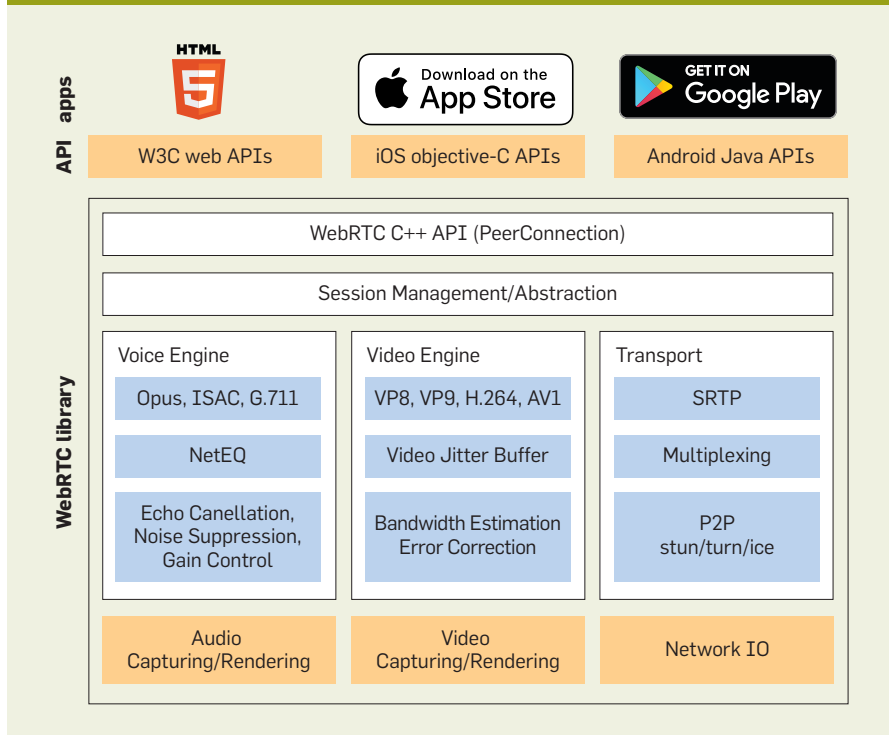 HTML
5
Download on the
App Store
GET IT ON
Google Play
apps
API
W3C web APIs
iOS objective-C APIs
Android Java APIs
WebRTC library
WebRTC C++ API (PeerConnection)
Session Management/Abstraction
Voice Engine
Opus, ISAC, G.711
NetEQ
Echo Canellation,
Noise Suppression,
Gain Control
Video Engine
VP8, VP9, H.264, AV1
Video Jitter Buffer
Bandwidth Estimation
Error Correction
Transport
SRTP
Multiplexing
P2P
stun/turn/ice
Audio
Capturing/Rendering
Video
Capturing/Rendering
Network IO